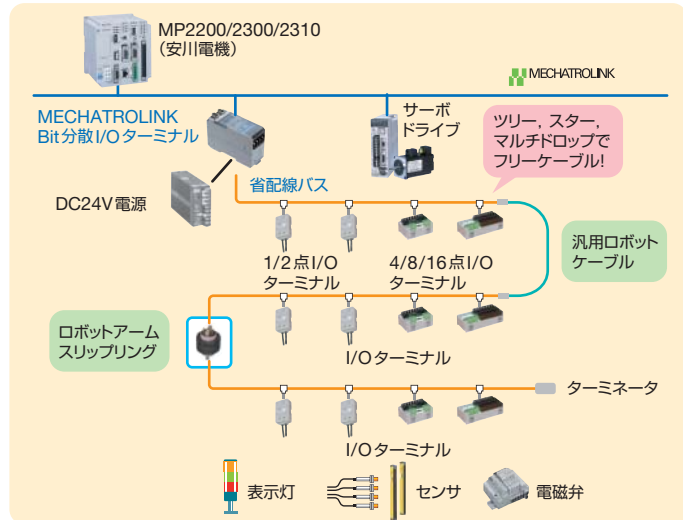 MP2200/2300/2310
（安川電機）
MECHATROLINK
MECHATROLINK
Bit分散I/Oターミナル
サーボ
ドライブ
ツリー，スター，
マルチドロップで
フリーケーブル!
DC24V電源
省配線バス
1/2点I/O
ターミナル
4/8/16点I/O
ターミナル
汎用ロボット
ケーブル
ロボットアーム
スリップリング
I/Oターミナル
ターミネータ
I/Oターミナル
表示灯
センサ
電磁弁